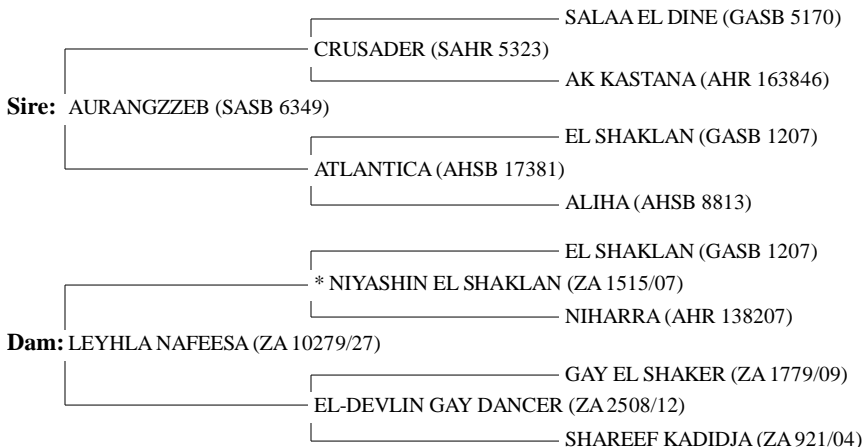 SALAA EL DINE (GASB 5170)
CRUSADER (SAHR 5323)
AK KASTANA (AHR 163846)
Sire: AURANGZZEB (SASB 6349)
EL SHAKLAN (GASB 1207)
ATLANTICA (AHSB 17381)
ALIHA (AHSB 8813)
EL SHAKLAN (GASB 1207)
* NIYASHIN EL SHAKLAN (ZA 1515/07)
NIHARRA (AHR 138207)
Dam: LEYHLA NAFEESA (ZA 10279/27)
GAY EL SHAKER (ZA 1779/09)
EL-DEVLIN GAY DANCER (ZA 2508/12)
SHAREEF KADIDJA (ZA 921/04)